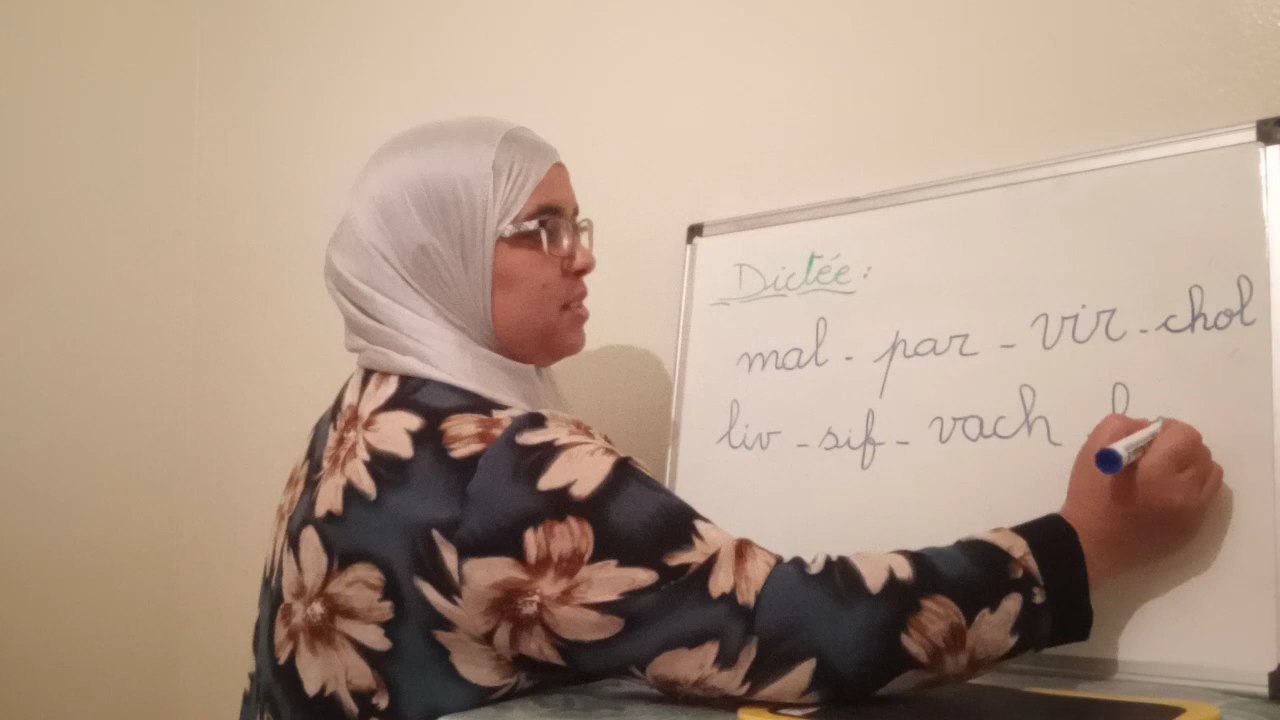 Dictée :
mal - par - vir - chol
liv - sif - vach